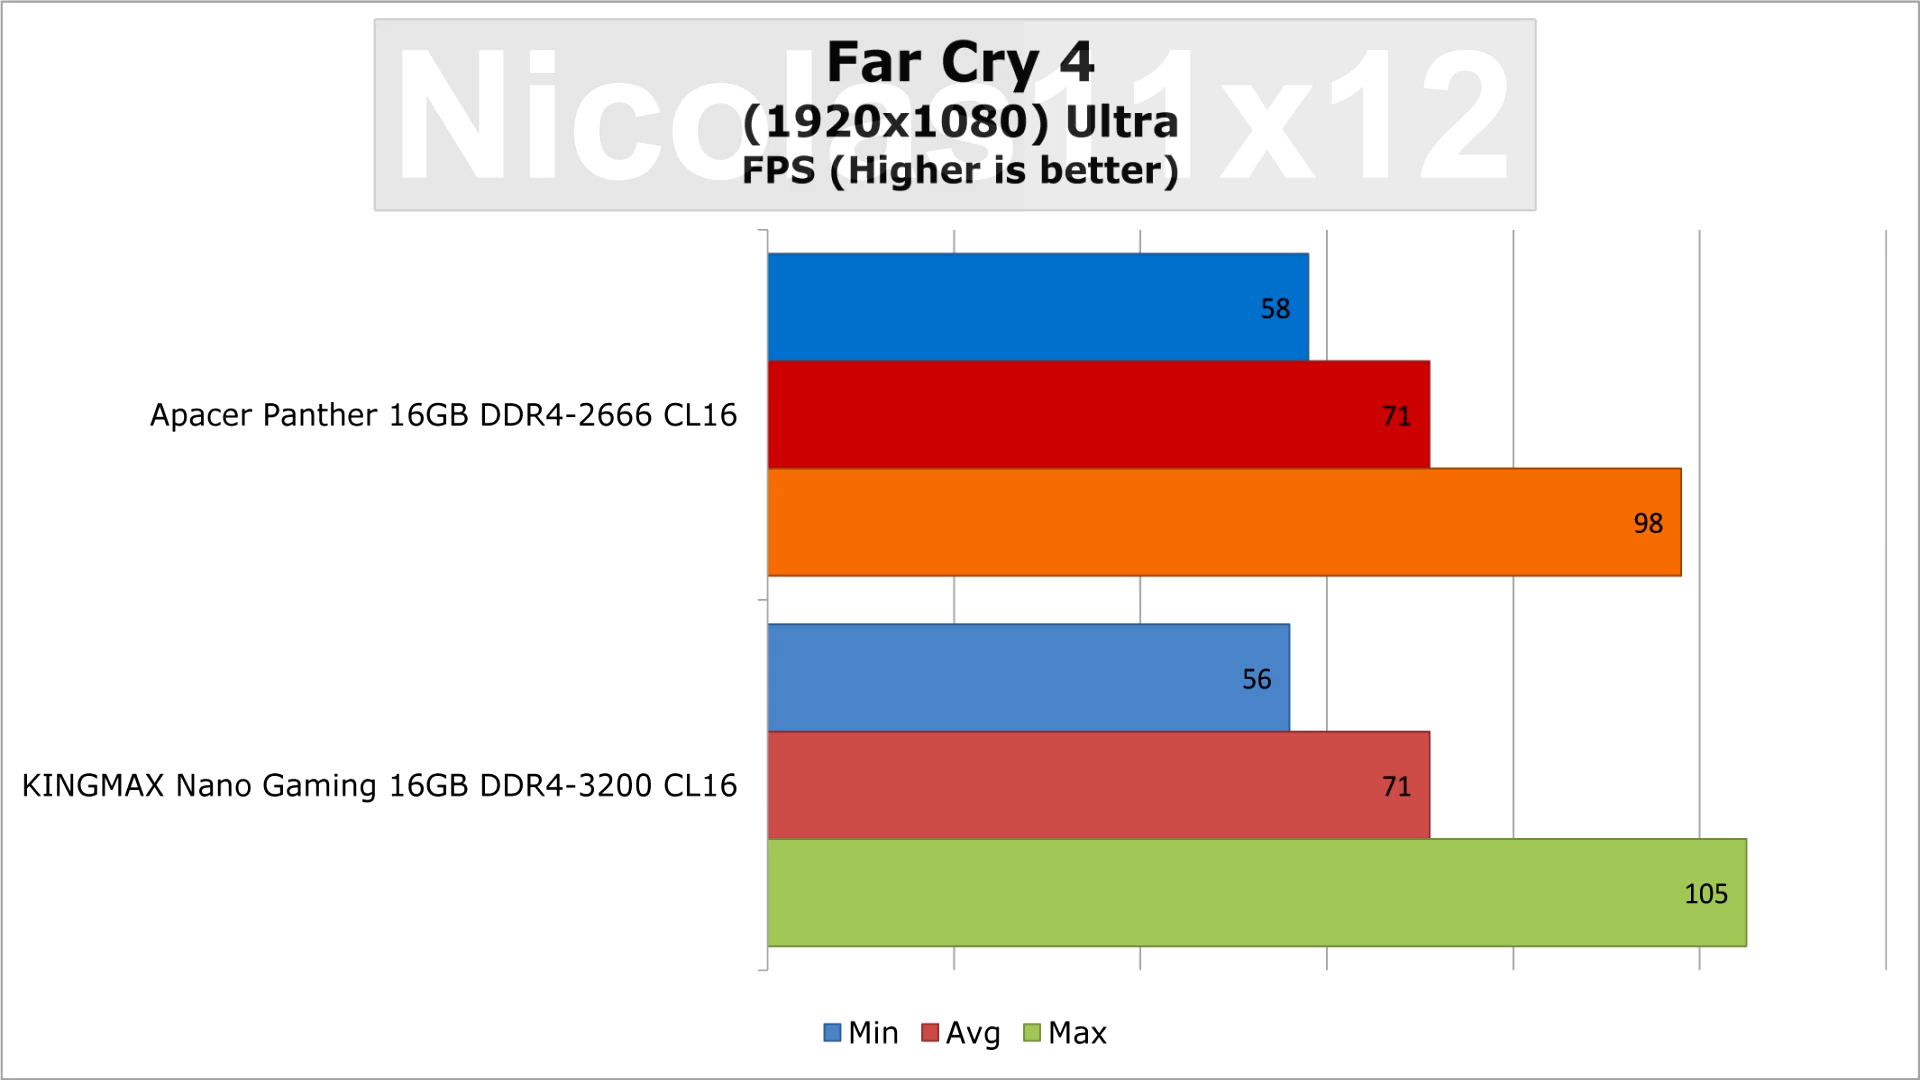 Nicolas11x12
Far Cry 4
(1920x1080) Ultra
FPS (Higher is better)
58
Apacer Panther 16GB DDR4-2666 CL16
71
98
56
KINGMAX Nano Gaming 16GB DDR4-3200 CL16
71
105
Min Avg Max